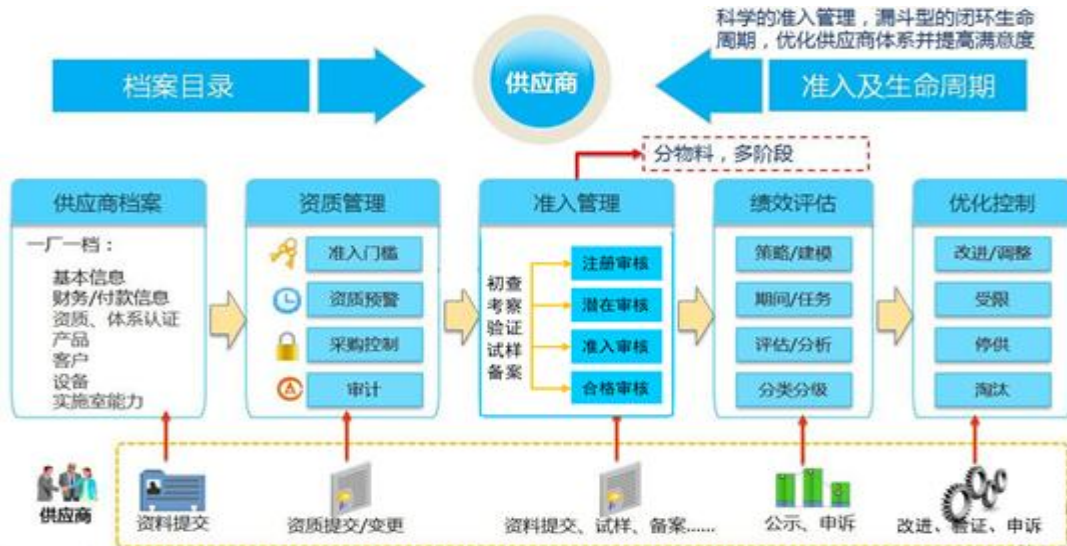 科学的准入管理，漏斗型的闭环生命
周期，优化供应商体系并提高满意度
档案目录
供应商
准入及生命周期
分物料，多阶段
供应商档案
一厂一档：
基本信息
财务/付款信息
资质、体系认证
产品
客户
设备
实施室能力
资质管理
准入门槛
资质预警
采购控制
审计
准入管理
初查
考察
验证
试样
备案
注册审核
潜在审核
准入审核
合格审核
绩效评估
策略/建模
期间/任务
评估/分析
分类分级
优化控制
改进/调整
受限
停供
淘汰
供应商
资料提交
资质提交/变更
资料提交、试样、备案......
公示、申诉
改进、验证、申诉